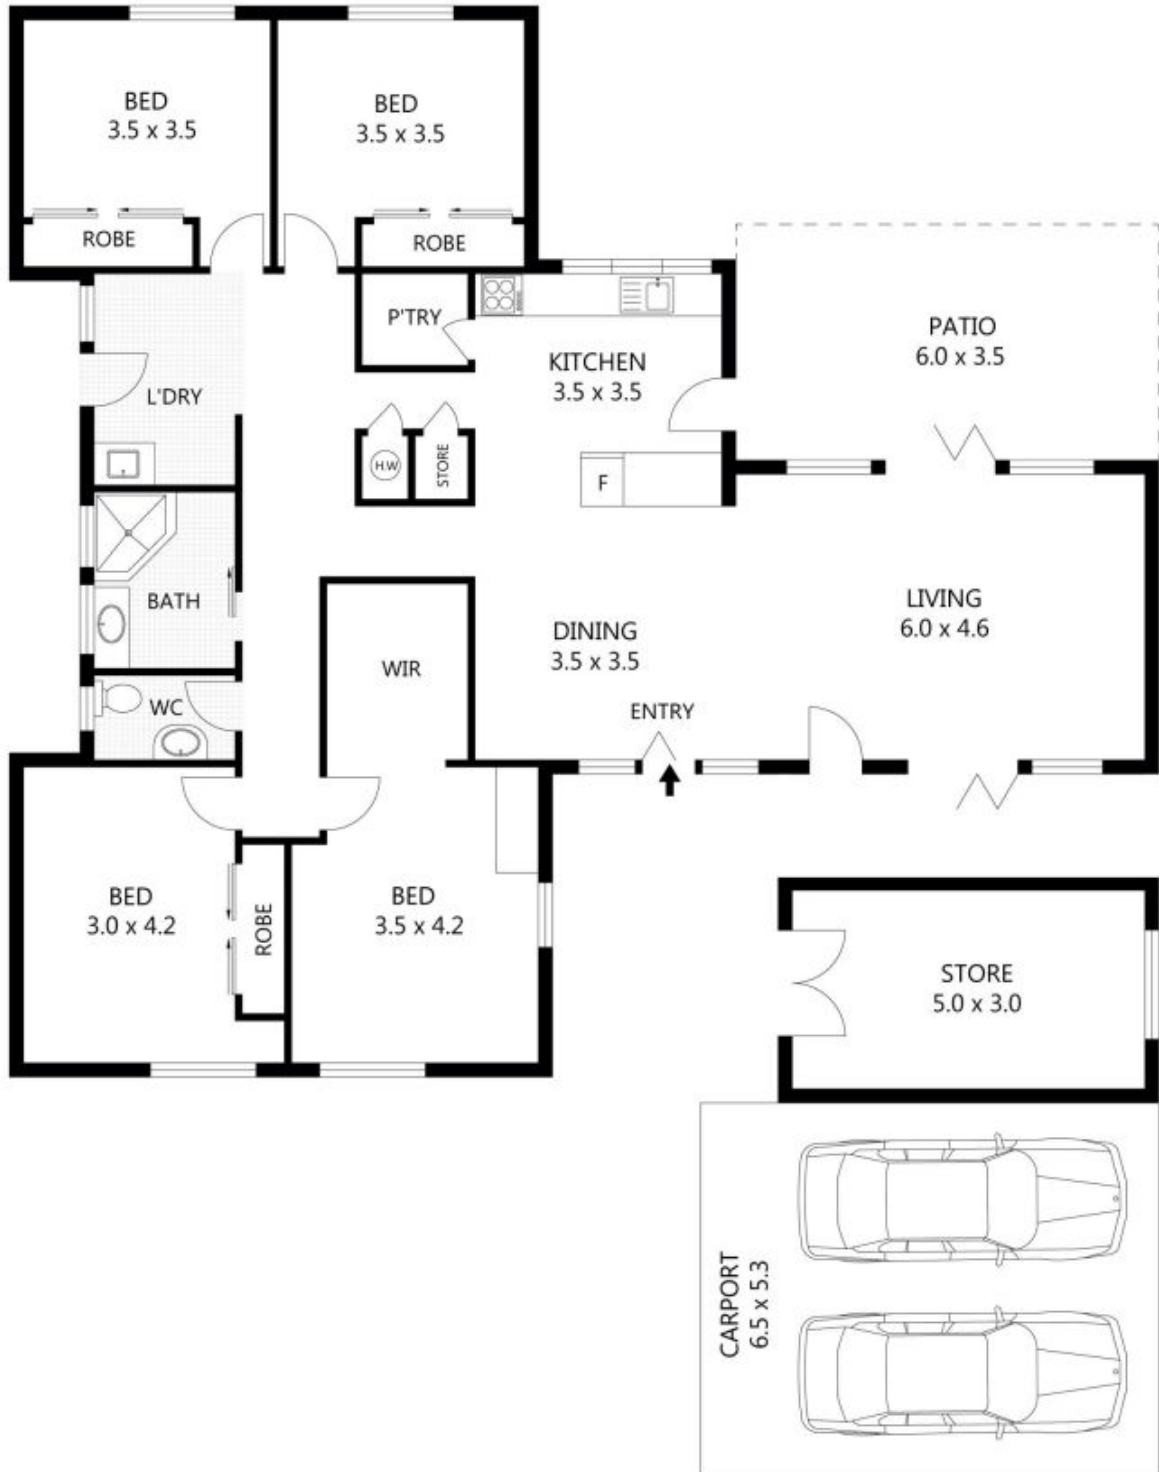 BED
3.5 x 3.5
BED
3.5 x 3.5
ROBE
ROBE
P'TRY
KITCHEN
3.5 x 3.5
PATIO
6.0 x 3.5
L'DRY
H.W
STORE
F
BATH
WIR
DINING
3.5 x 3.5
LIVING
6.0 x 4.6
WC
ENTRY
BED
3.0 x 4.2
ROBE
BED
3.5 x 4.2
STORE
5.0 x 3.0
CARPORT
6.5 x 5.3